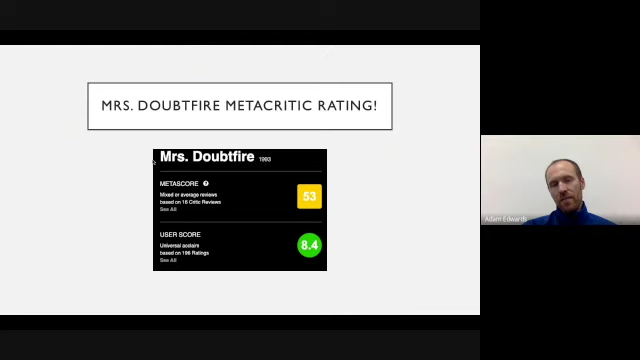 MRS. DOUBTFIRE METACRITIC RATING!
Mrs. Doubtfire 1993
METASCORE ?
Mixed or average reviews
based on 16 Critic Reviews
See All
53
USER SCORE
Universal acclaim
based on 196 Ratings
See All
8.4
Adam Edwards